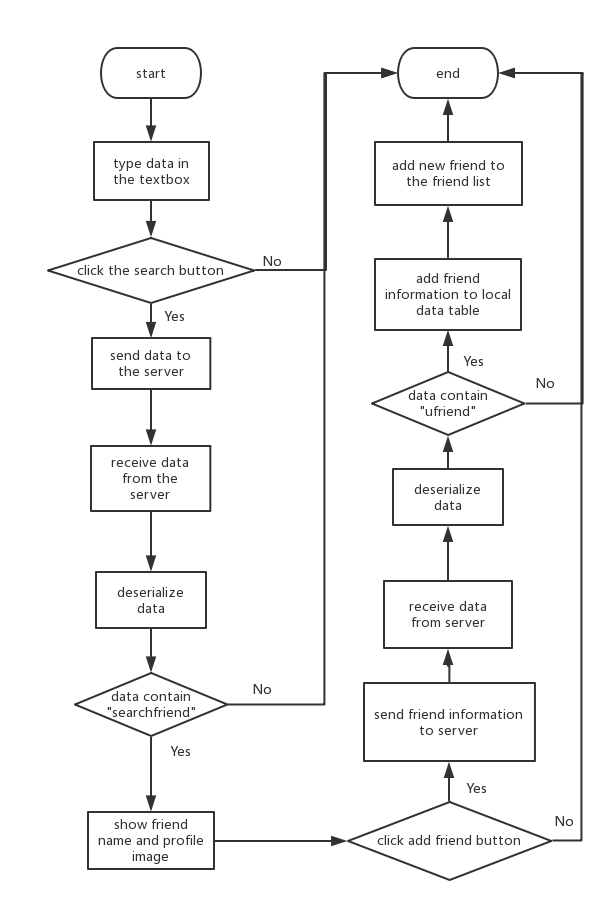 start
type data in
the textbox
click the search button
No
Yes
send data to
the server
receive data
from the
server
deserialize
data
data contain
"searchfriend"
No
Yes
show friend
name and profile
image
click add friend button
No
Yes
send friend information
to server
receive data
from server
deserialize
data
data contain
"ufriend"
No
Yes
add friend
information to local
data table
add new friend to
the friend list
end